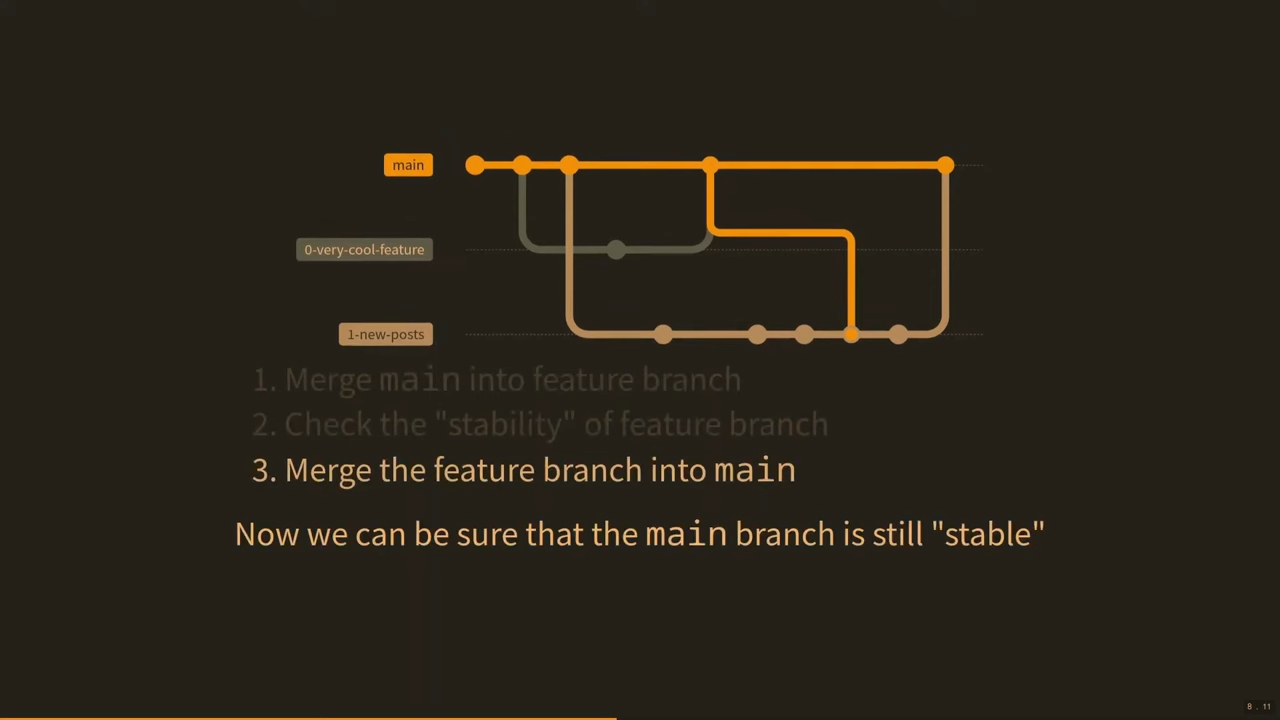 main
0-very-cool-feature
1-new-posts
1. Merge main into feature branch
2. Check the "stability" of feature branch
3. Merge the feature branch into main
Now we can be sure that the main branch is still "stable"
8 . 11